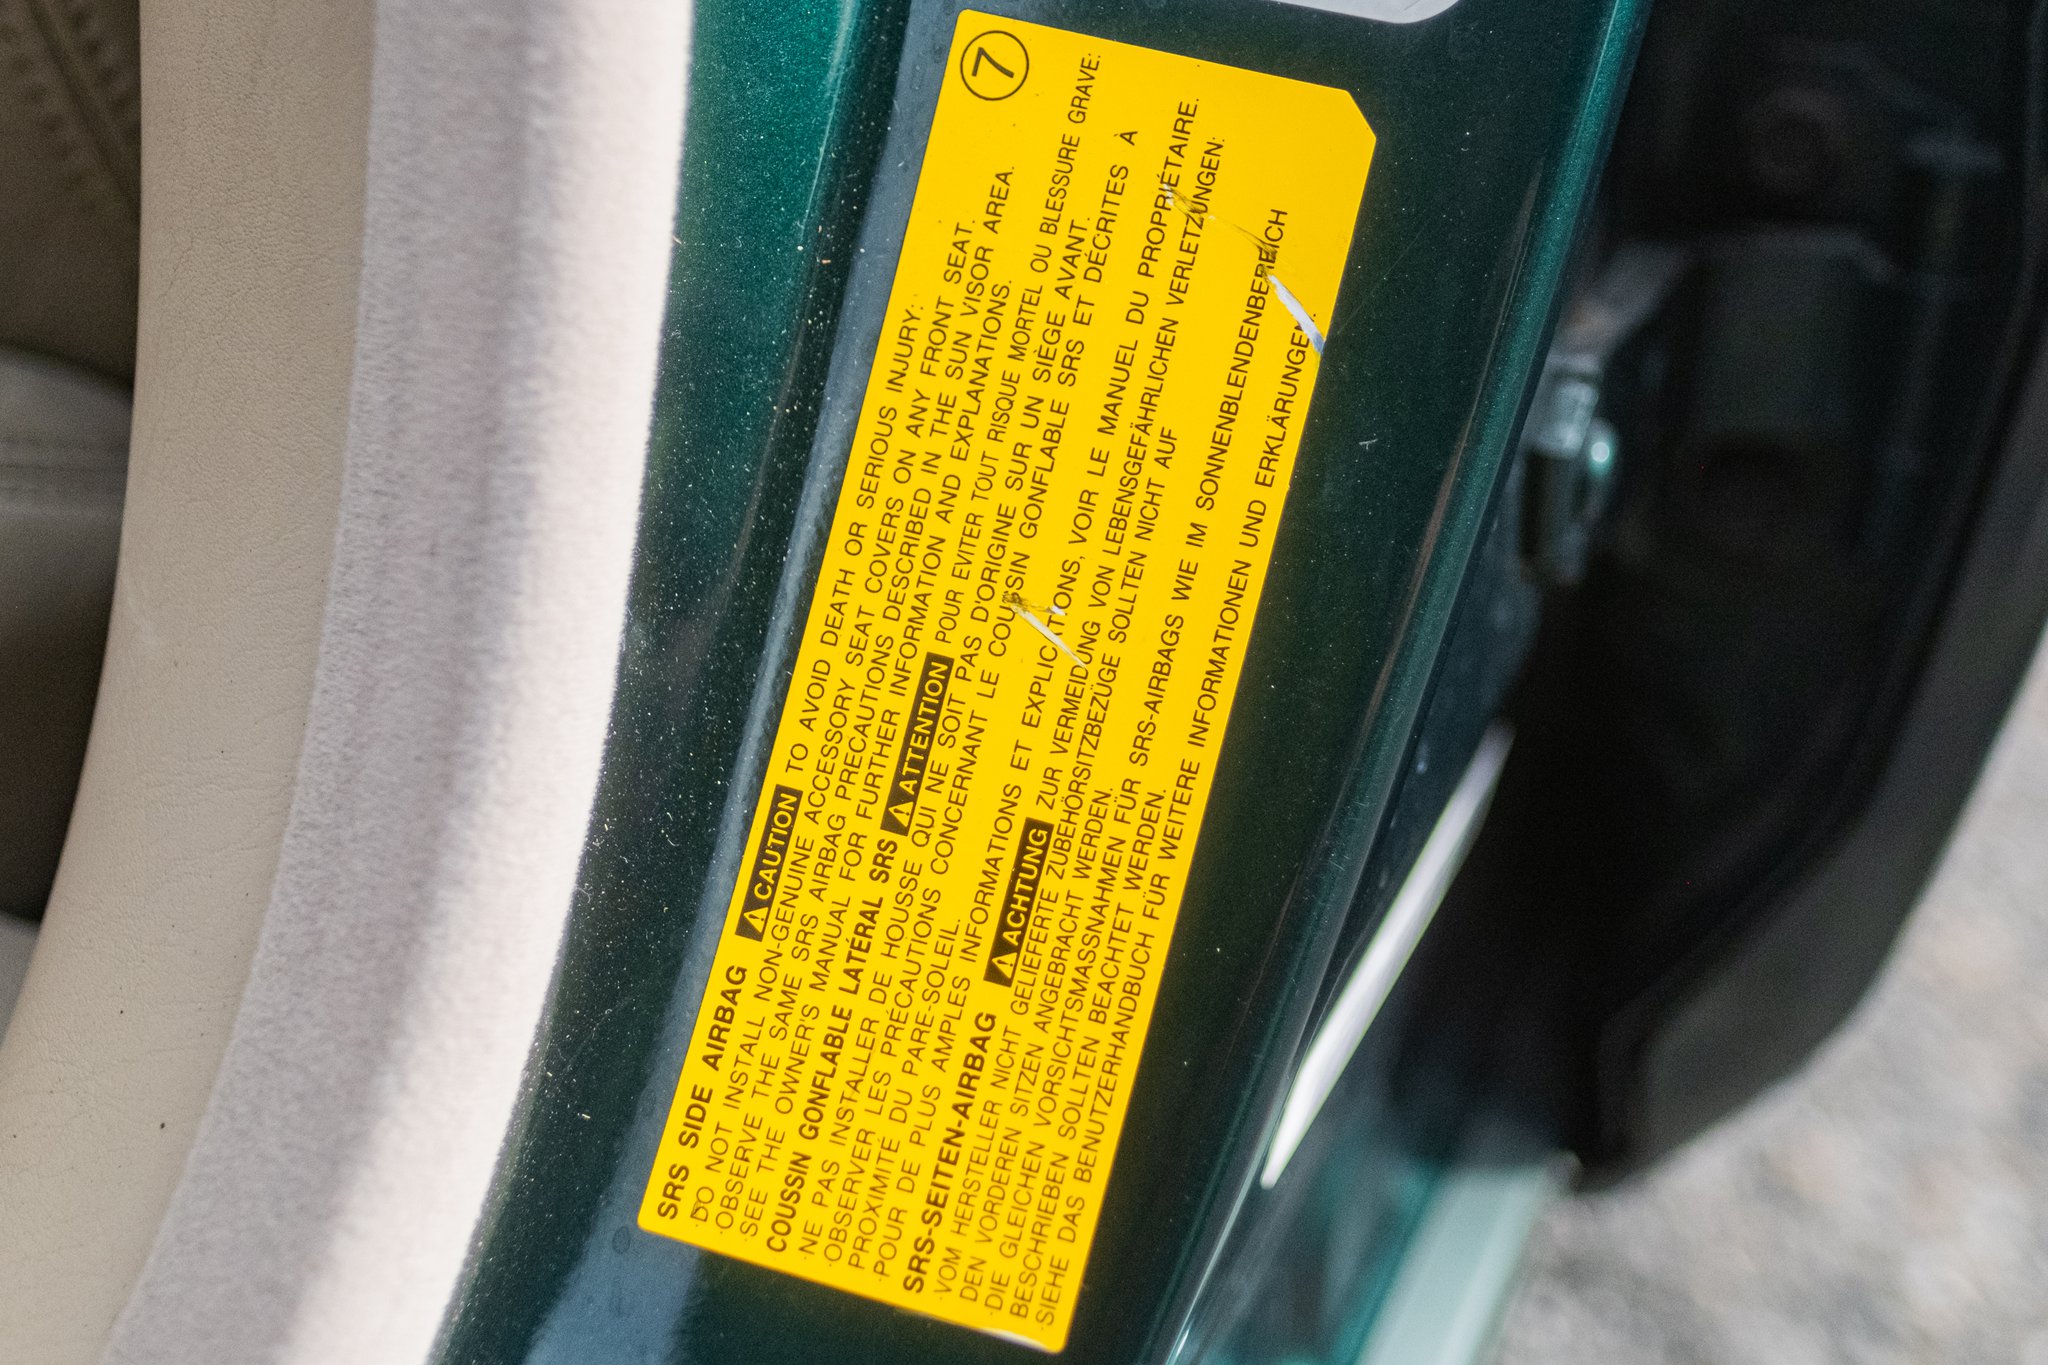 7
SRS SIDE AIRBAG ⚠ CAUTION TO AVOID DEATH OR SERIOUS INJURY:
·DO NOT INSTALL NON-GENUINE ACCESSORY SEAT COVERS ON ANY FRONT SEAT.
·OBSERVE THE SAME SRS AIRBAG PRECAUTIONS DESCRIBED IN THE SUN VISOR AREA.
·SEE THE OWNER'S MANUAL FOR FURTHER INFORMATION AND EXPLANATIONS.
COUSSIN GONFLABLE LATÉRAL SRS ⚠ ATTENTION POUR EVITER TOUT RISQUE MORTEL OU BLESSURE GRAVE:
·NE PAS INSTALLER DE HOUSSE QUI NE SOIT PAS D'ORIGINE SUR UN SIÈGE AVANT.
·OBSERVER LES PRÉCAUTIONS CONCERNANT LE COUSSIN GONFLABLE SRS ET DÉCRITES À
PROXIMITÉ DU PARE-SOLEIL.
·POUR DE PLUS AMPLES INFORMATIONS ET EXPLICATIONS, VOIR LE MANUEL DU PROPRIÉTAIRE.
SRS-SEITEN-AIRBAG ⚠ ACHTUNG ZUR VERMEIDUNG VON LEBENSGEFÄHRLICHEN VERLETZUNGEN:
·VOM HERSTELLER NICHT GELIEFERTE ZUBEHÖRSITZBEZÜGE SOLLTEN NICHT AUF
DEN VORDEREN SITZEN ANGEBRACHT WERDEN.
·DIE GLEICHEN VORSICHTSMASSNAHMEN FÜR SRS-AIRBAGS WIE IM SONNENBLENDENBEREICH
BESCHRIEBEN SOLLTEN BEACHTET WERDEN.
·SIEHE DAS BENUTZERHANDBUCH FÜR WEITERE INFORMATIONEN UND ERKLÄRUNGEN.